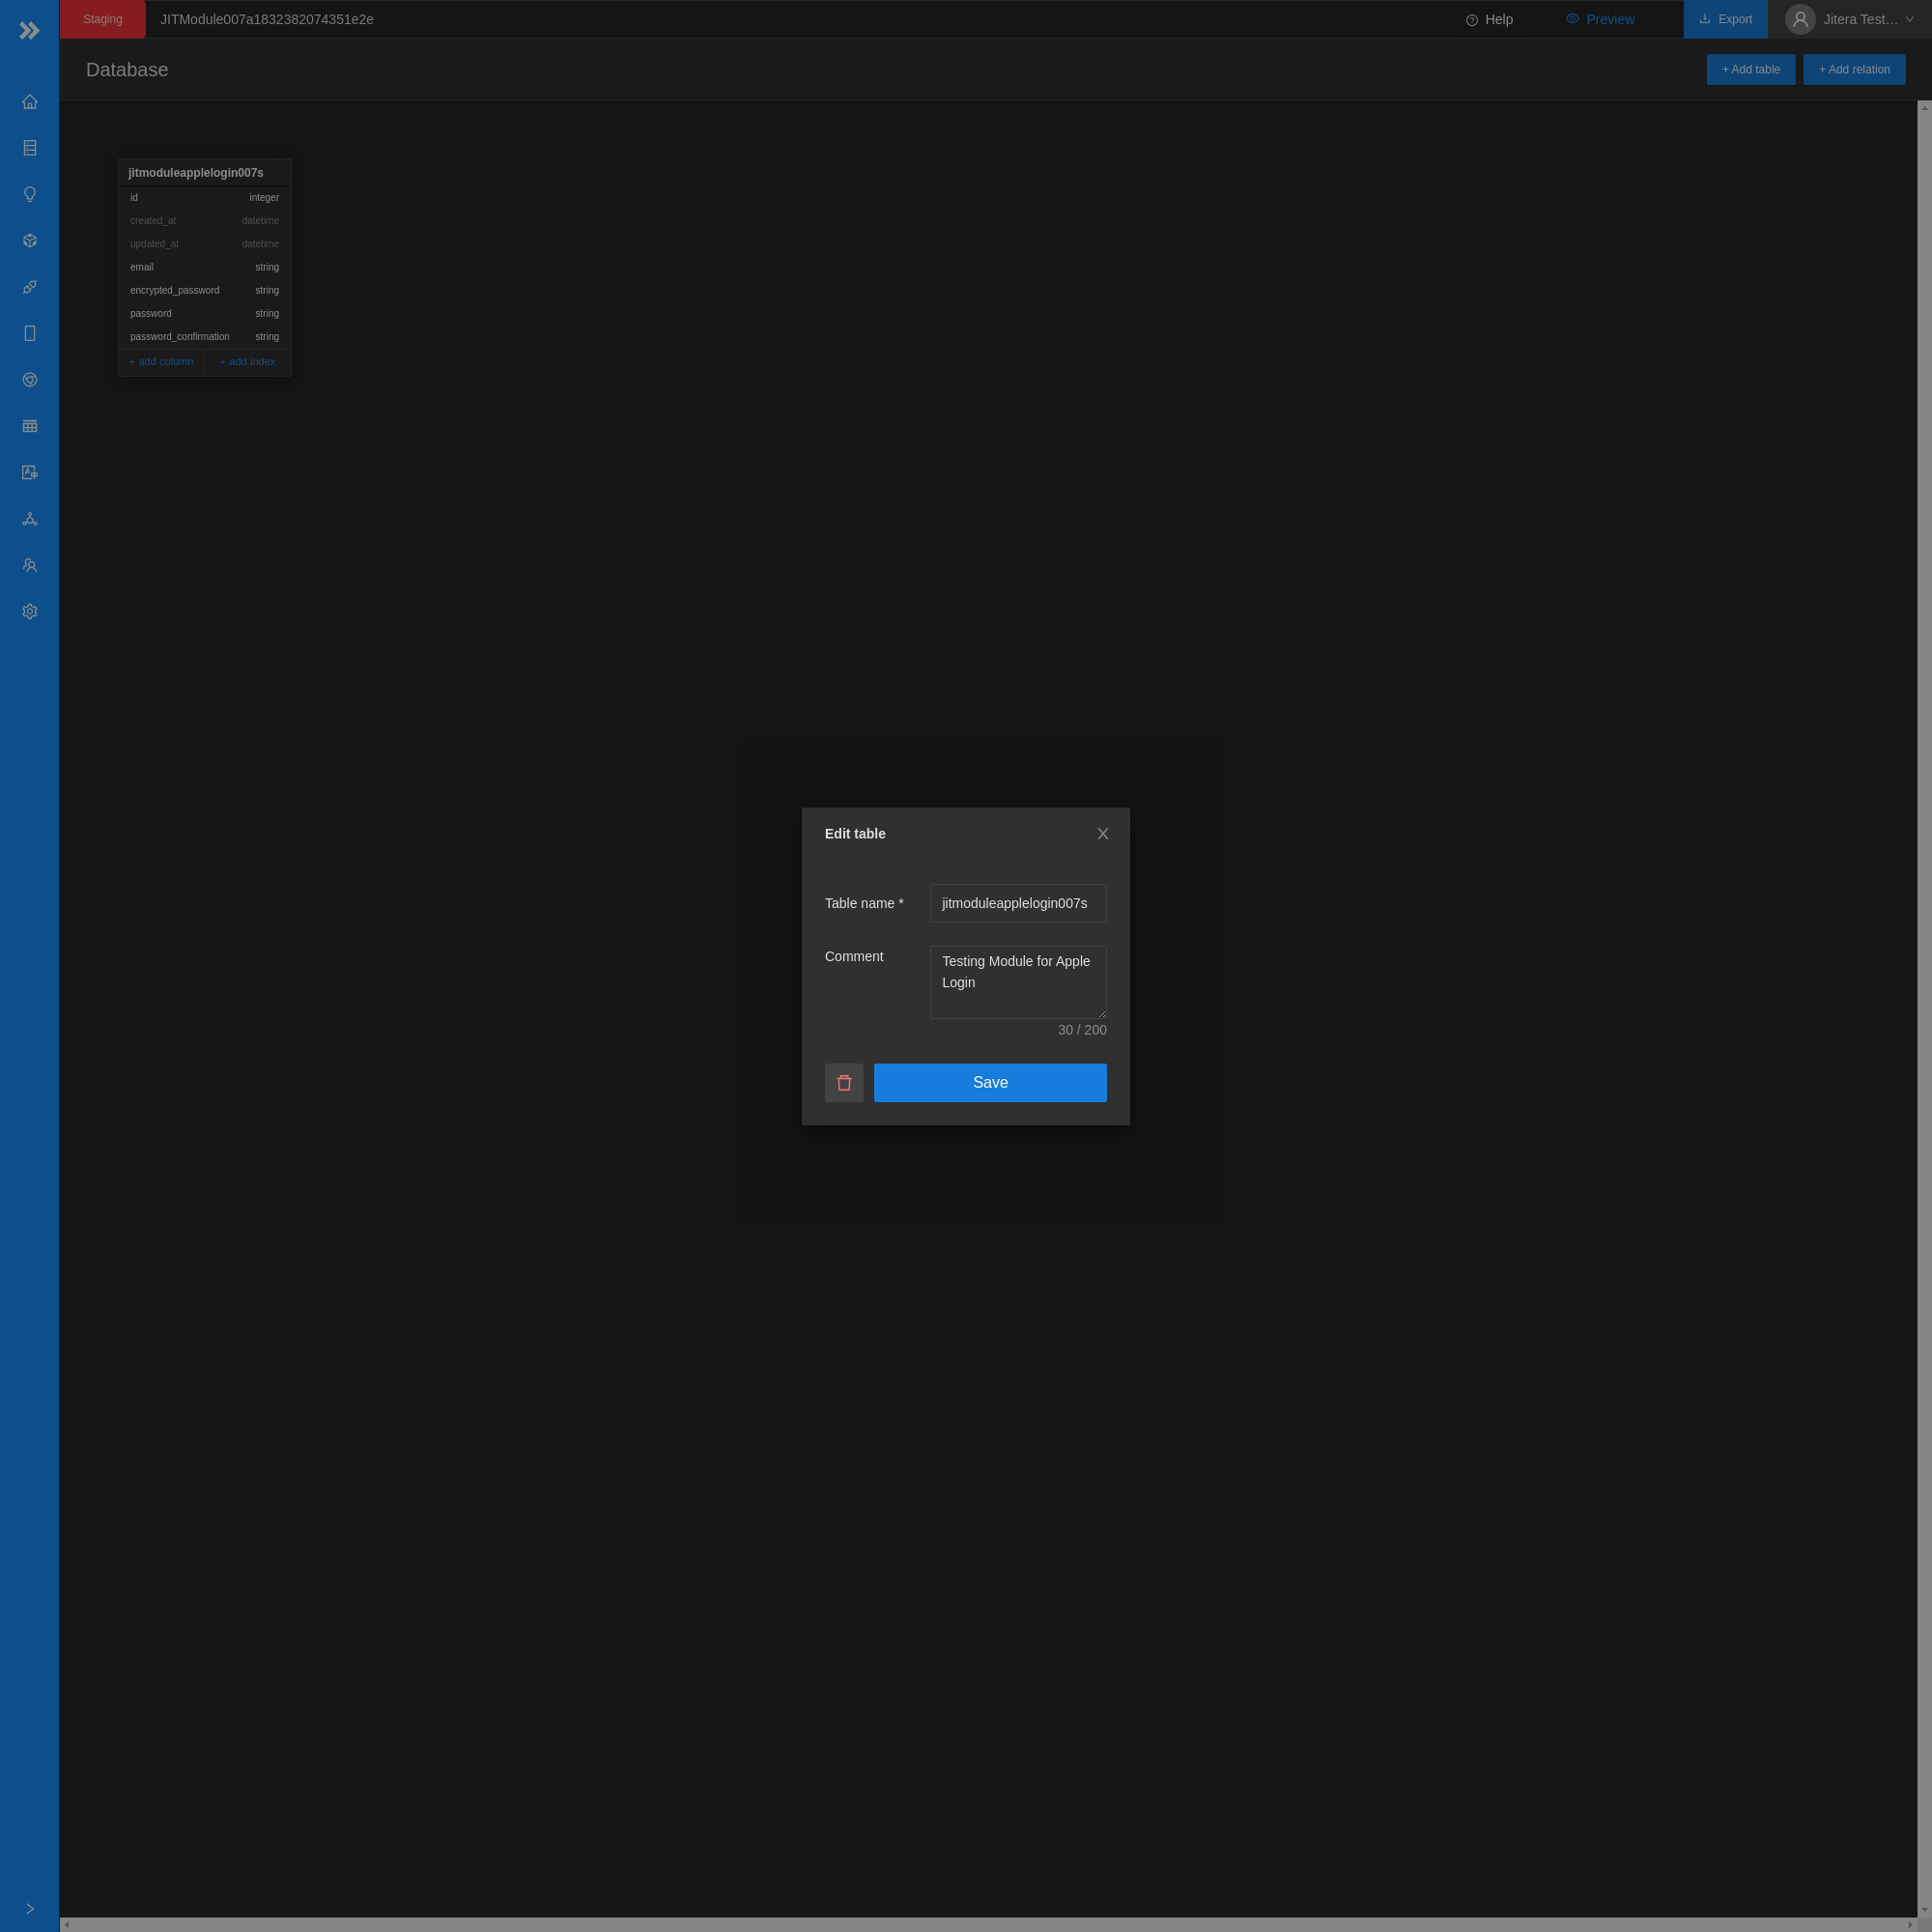 Staging
JITModule007a1832382074351e2e
Help
Preview
Export
Jitera Test…
Database
+ Add table
+ Add relation
jitmoduleapplelogin007s
id integer
created_at datetime
updated_at datetime
email string
encrypted_password string
password string
password_confirmation string
+ add column
+ add index
Edit table
Table name *
jitmoduleapplelogin007s
Comment
Testing Module for Apple
Login
30 / 200
Save